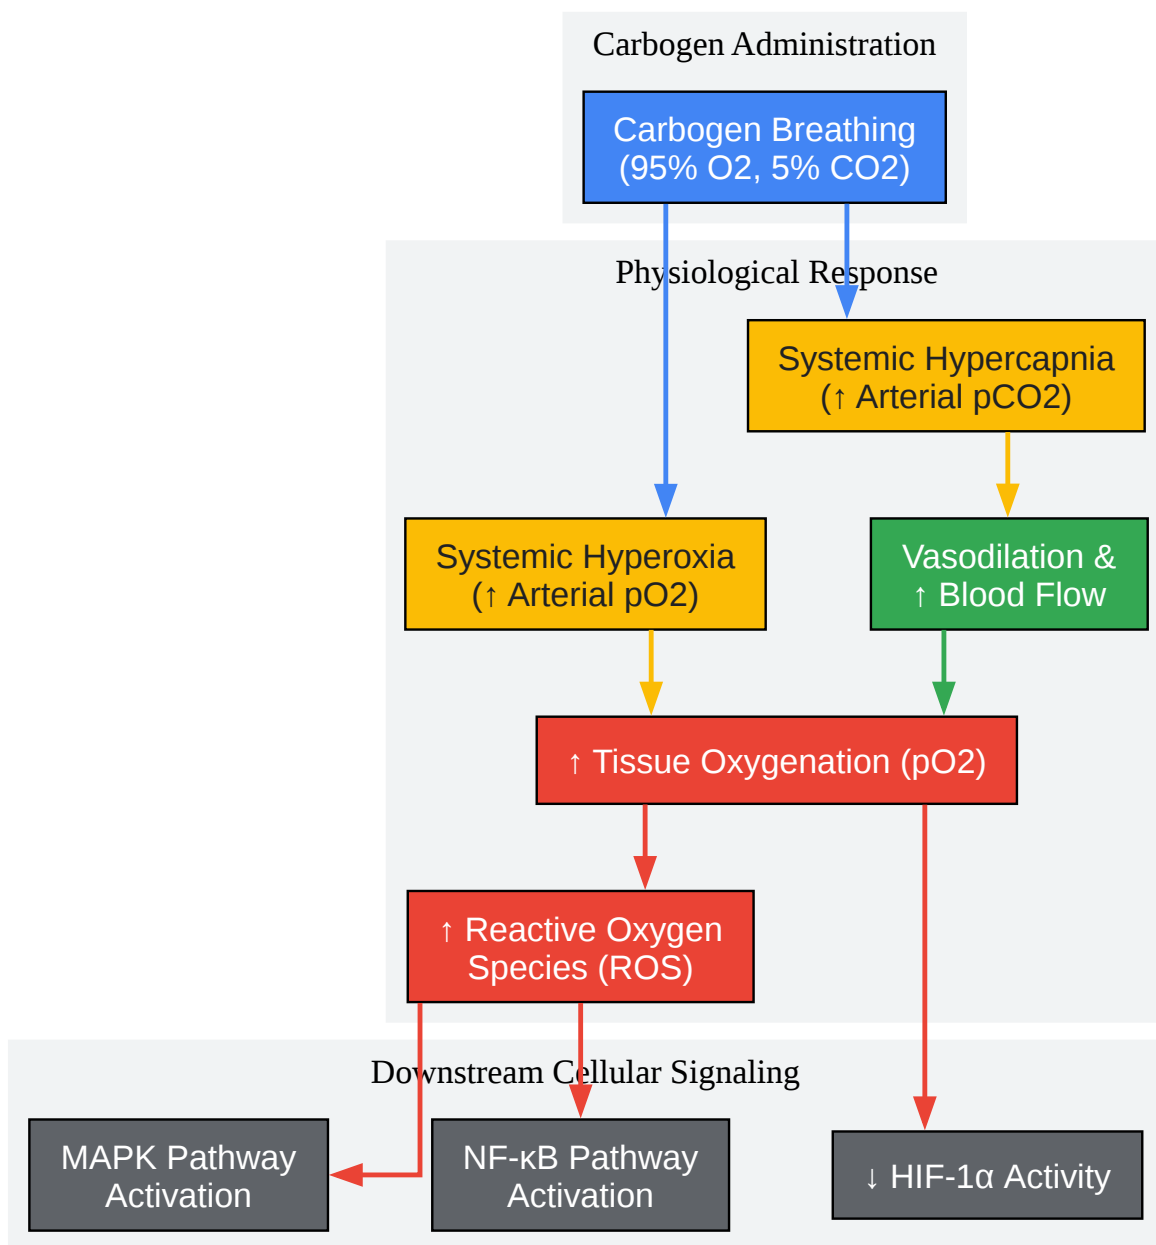 Carbogen Administration
Carbogen Breathing
(95% O2, 5% CO2)
Physiological Response
Systemic Hypercapnia
(↑ Arterial pCO2)
Systemic Hyperoxia
(↑ Arterial pO2)
Vasodilation &
↑ Blood Flow
↑ Tissue Oxygenation (pO2)
↑ Reactive Oxygen
Species (ROS)
Downstream Cellular Signaling
MAPK Pathway
Activation
NF-κB Pathway
Activation
↓ HIF-1α Activity